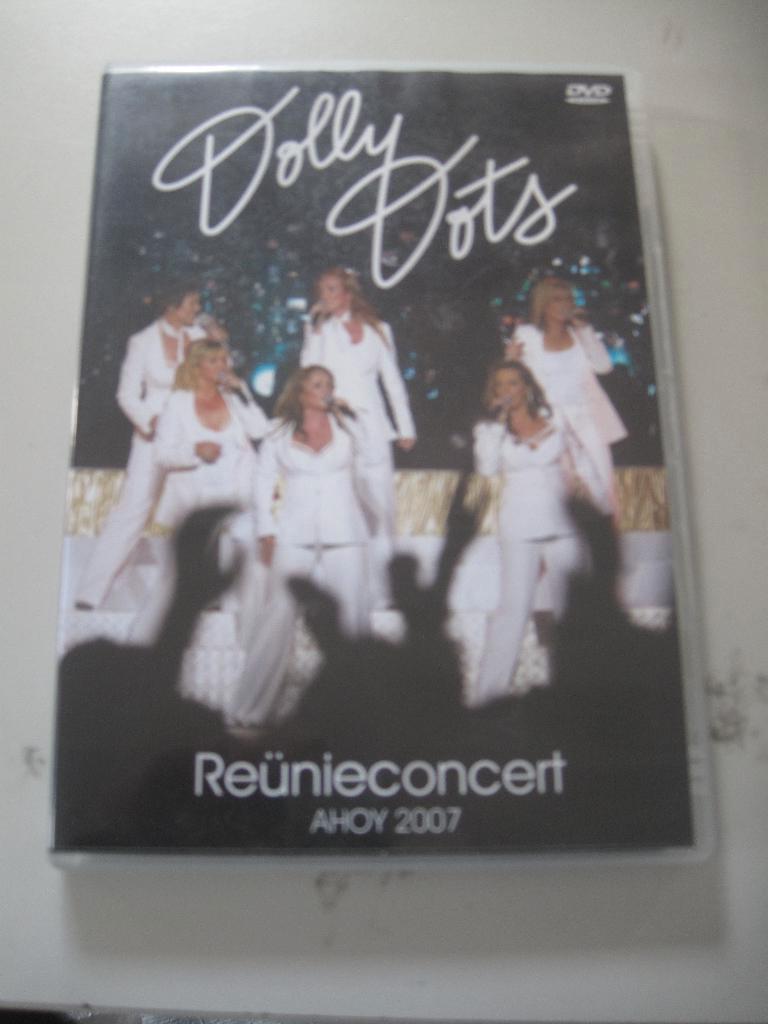 DVD
Dolly
Dots
Reünieconcert
AHOY 2007